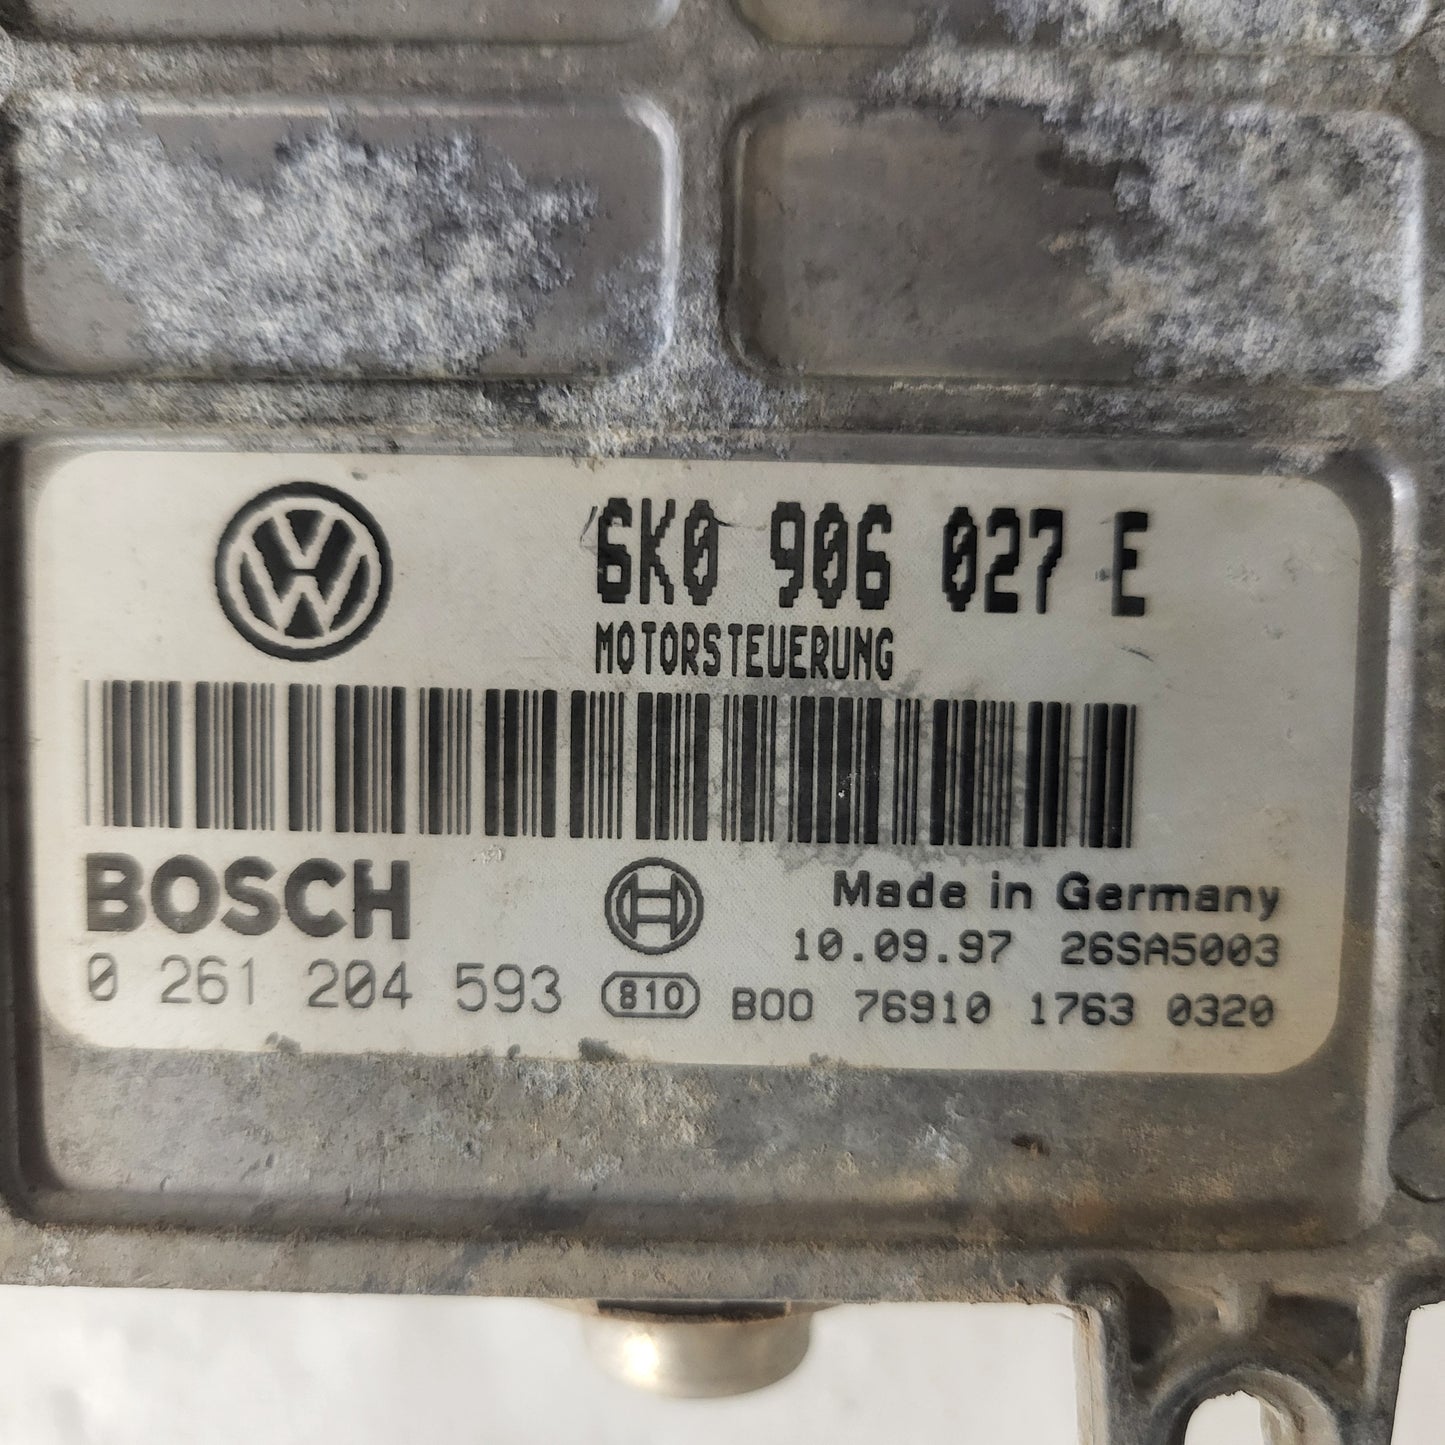 6K0 906 027 E
MOTORSTEUERUNG
BOSCH
Made in Germany
10.09.97 26SA5003
0 261 204 593
810 B00 76910 1763 0320